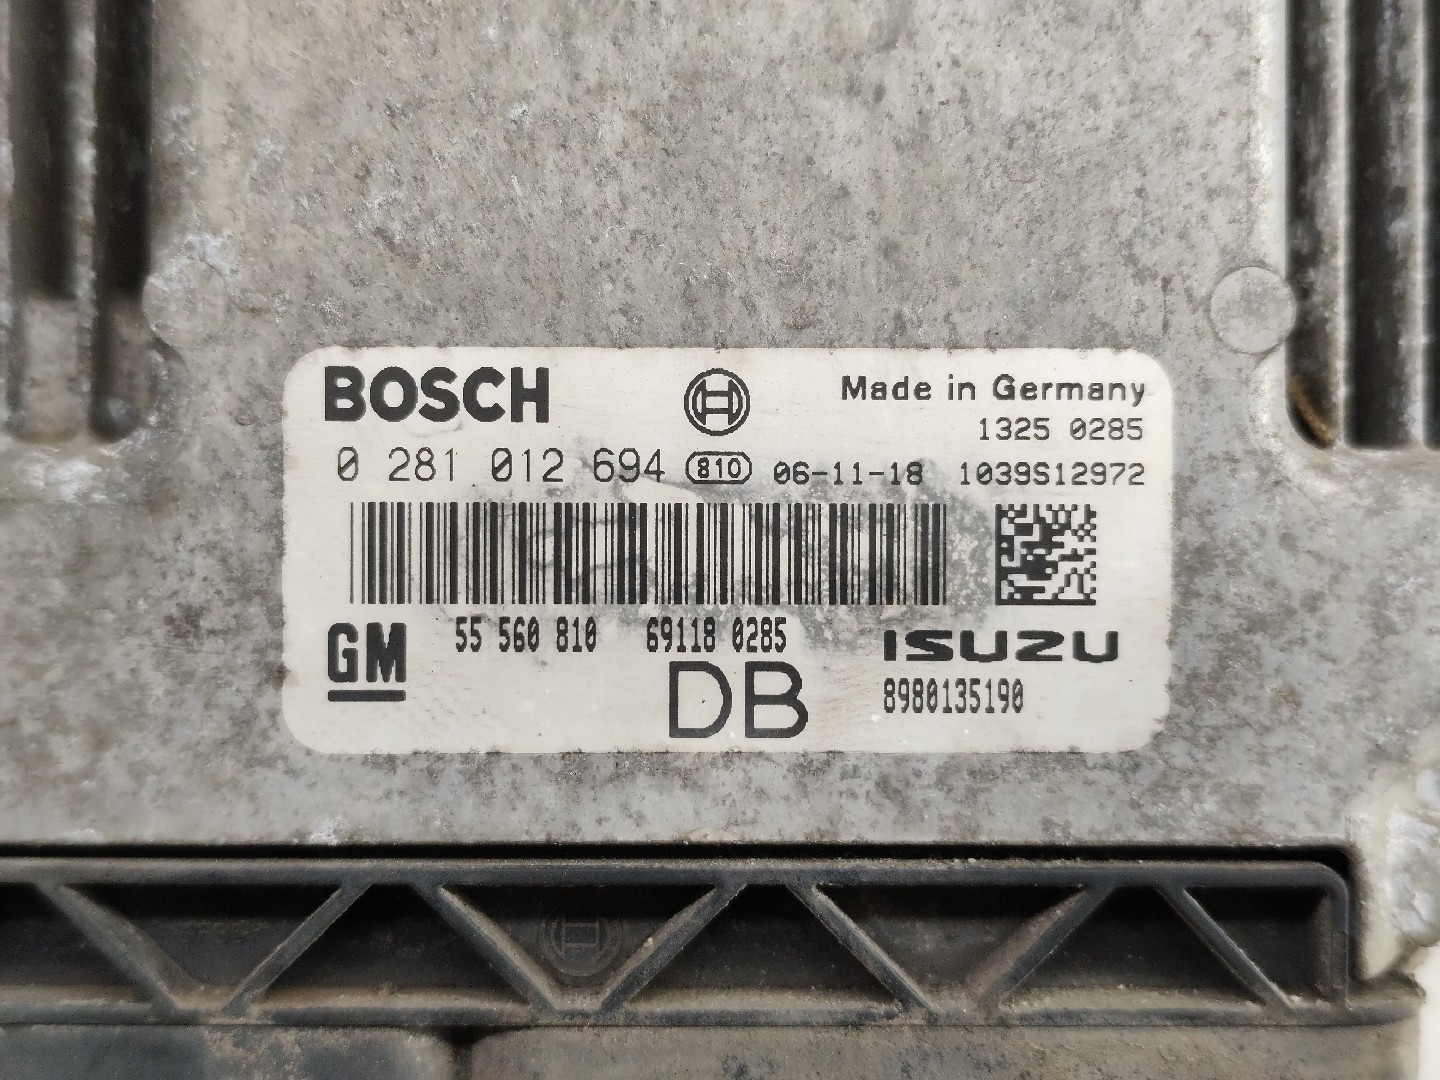 BOSCH
Made in Germany
1325 0285
0 281 012 694 810 06-11-18 1039S12972
GM 55 560 810 69118 0285 ISUZU
DB 8980135190